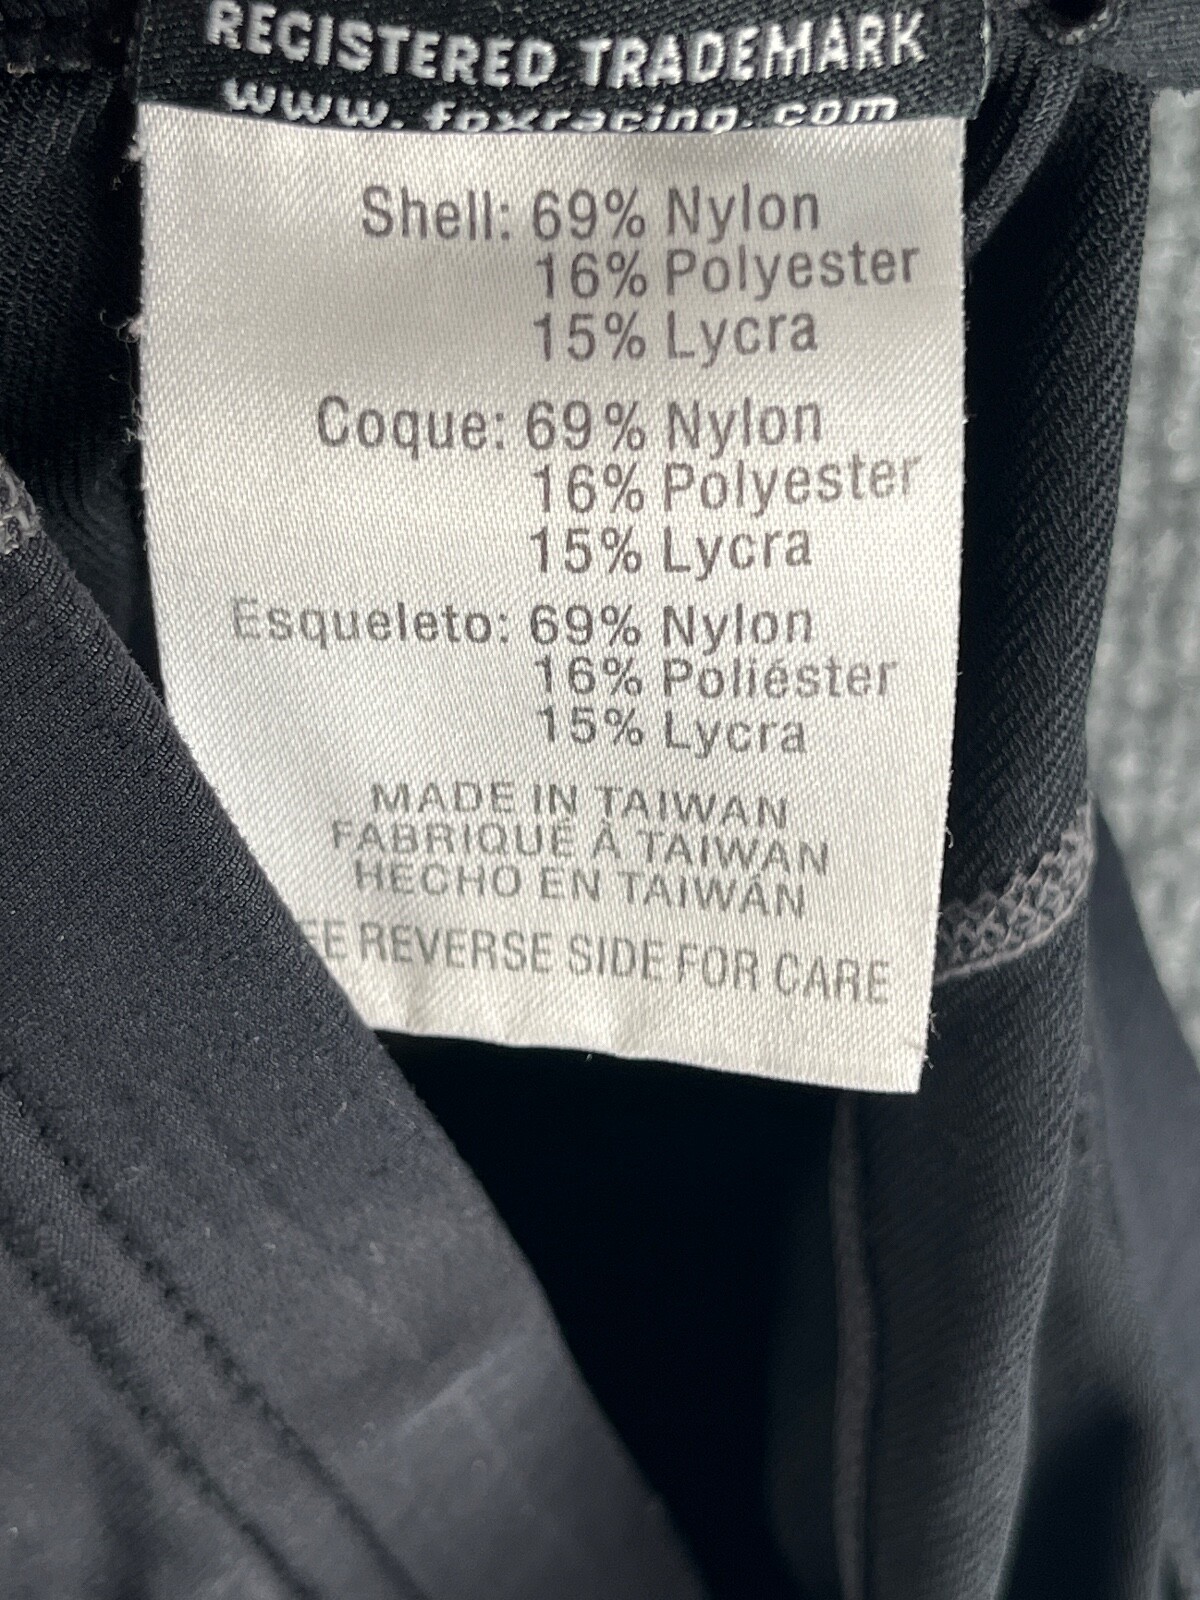 REGISTERED TRADEMARK
www.foxracing.com
Shell: 69% Nylon
16% Polyester
15% Lycra
Coque: 69% Nylon
16% Polyester
15% Lycra
Esqueleto: 69% Nylon
16% Poliéster
15% Lycra
MADE IN TAIWAN
FABRIQUÉ À TAIWAN
HECHO EN TAIWÁN
EE REVERSE SIDE FOR CARE